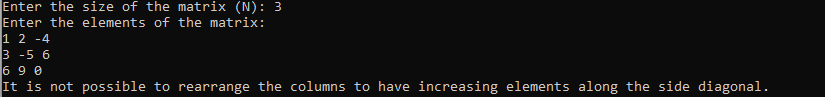 Enter the size of the matrix (N): 3
Enter the elements of the matrix:
1 2 -4
3 -5 6
6 9 0
It is not possible to rearrange the columns to have increasing elements along the side diagonal.